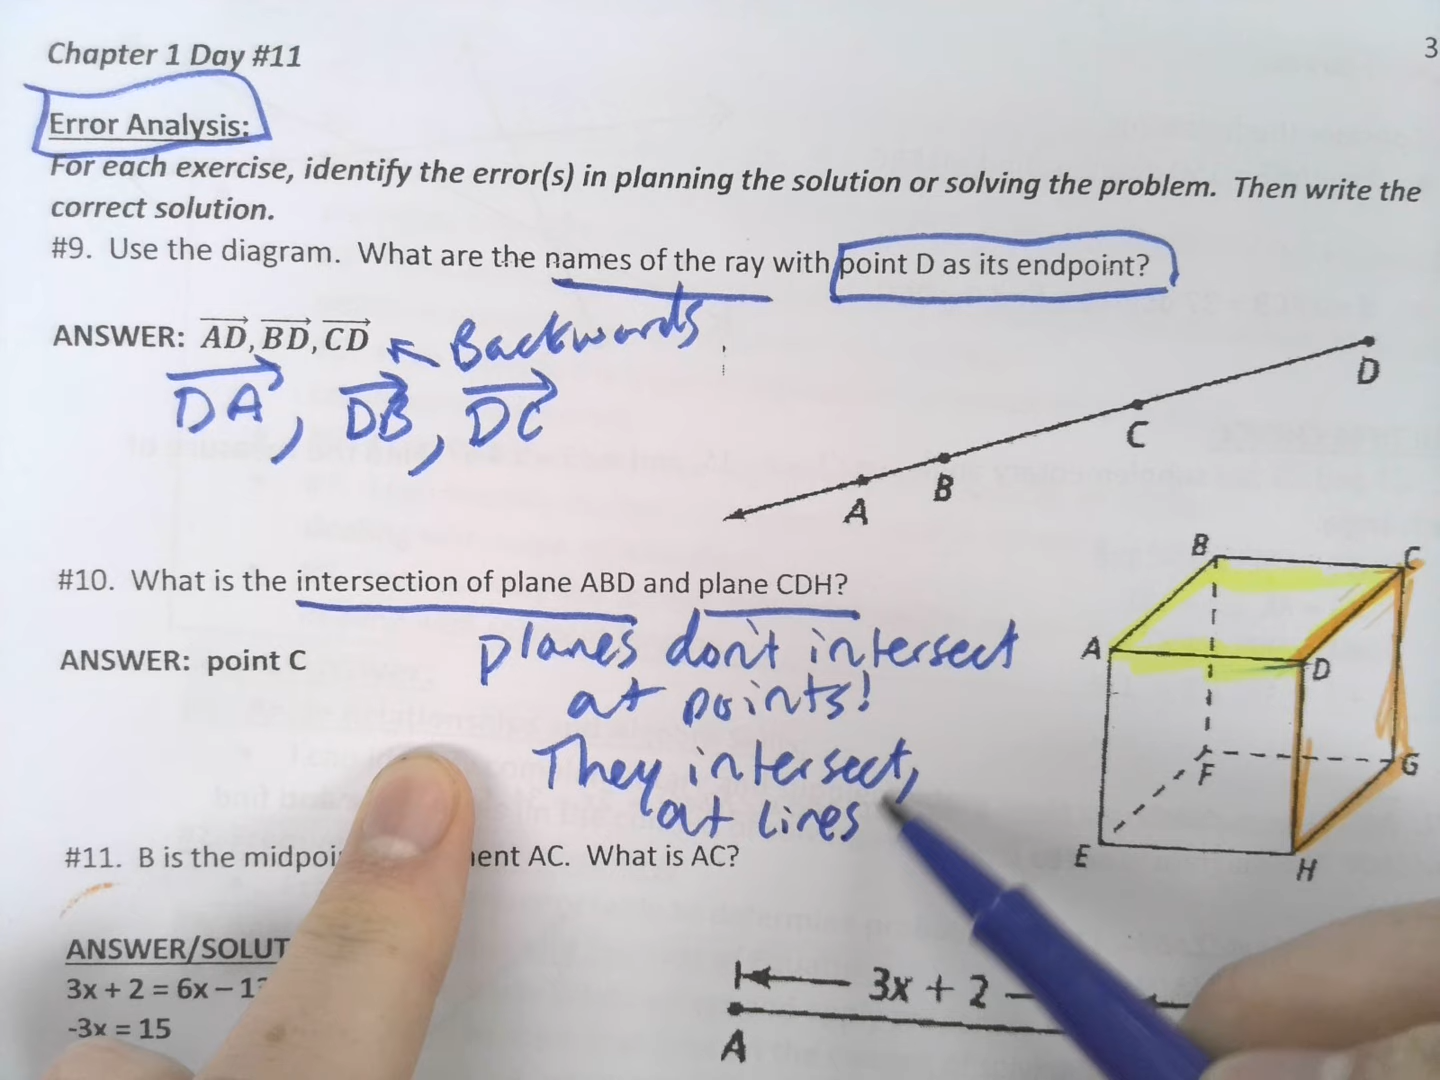 Chapter 1 Day #11
3
Error Analysis:
For each exercise, identify the error(s) in planning the solution or solving the problem. Then write the
correct solution.
#9. Use the diagram. What are the names of the ray with point D as its endpoint?
ANSWER: AD, BD, CD
Backwards
DA, DB, DC
D
C
B
A
#10. What is the intersection of plane ABD and plane CDH?
ANSWER: point C
planes don't intersect
at points!
They intersect,
at lines
B
C
A
D
F
G
E
H
#11. B is the midpoi ent AC. What is AC?
ANSWER/SOLUT
3x + 2 = 6x – 1
-3x = 15
3x + 2
A